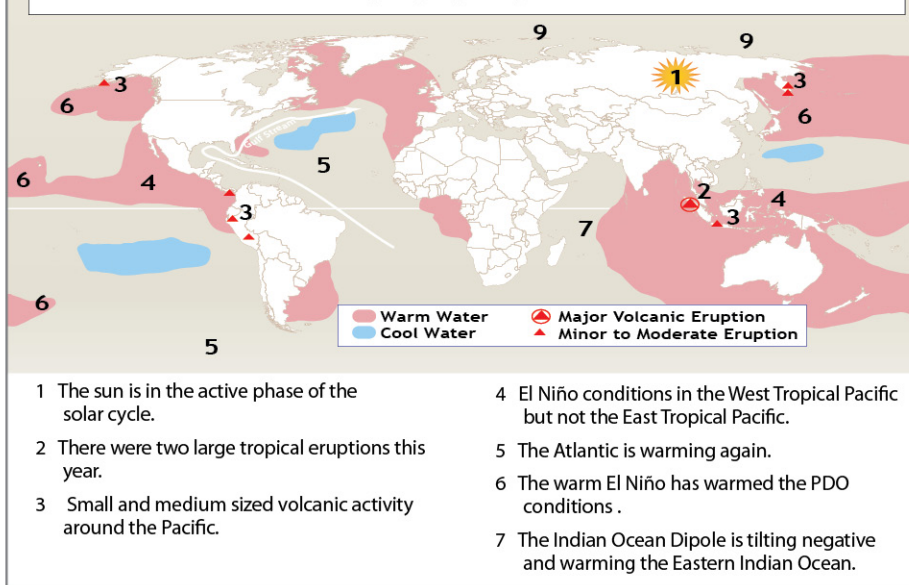 9
9
1
3
3
6
6
Gulf Stream
5
6
4
2
4
3
3
7
6
5
Warm Water
Cool Water
Major Volcanic Eruption
Minor to Moderate Eruption
1 The sun is in the active phase of the
solar cycle.
2 There were two large tropical eruptions this
year.
3 Small and medium sized volcanic activity
around the Pacific.
4 El Niño conditions in the West Tropical Pacific
but not the East Tropical Pacific.
5 The Atlantic is warming again.
6 The warm El Niño has warmed the PDO
conditions .
7 The Indian Ocean Dipole is tilting negative
and warming the Eastern Indian Ocean.